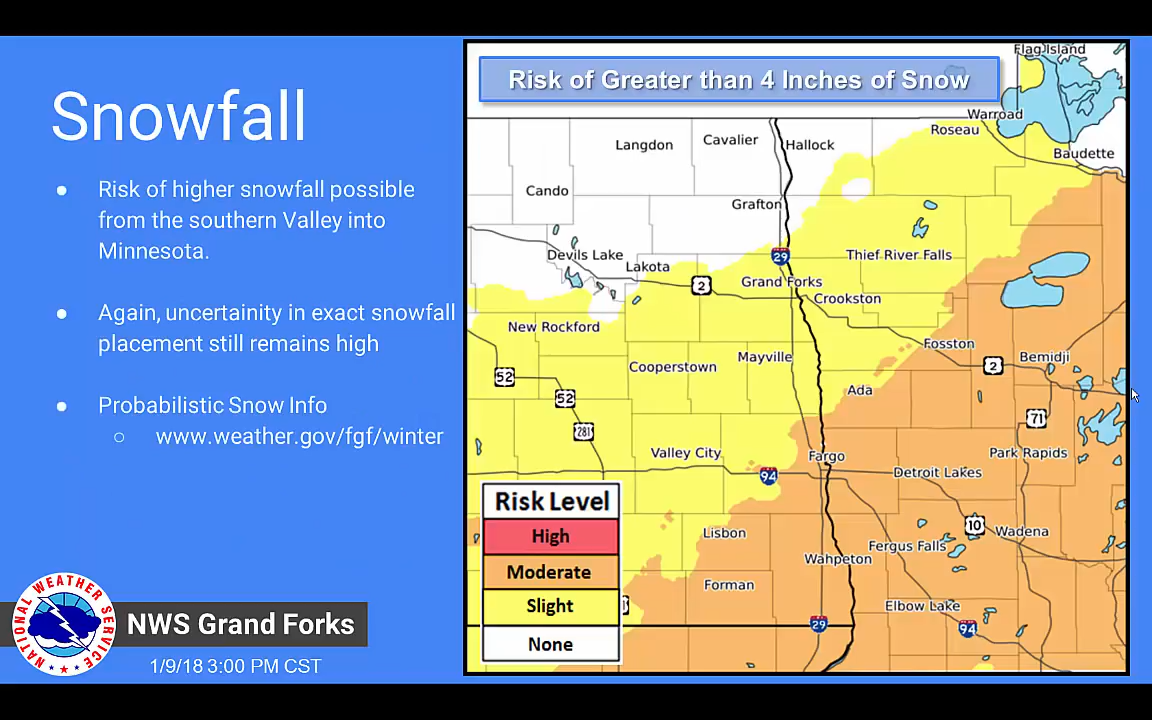 Snowfall
● Risk of higher snowfall possible
from the southern Valley into
Minnesota.
● Again, uncertainity in exact snowfall
placement still remains high
● Probabilistic Snow Info
○ www.weather.gov/fgf/winter
NATIONAL WEATHER SERVICE
NWS Grand Forks
1/9/18 3:00 PM CST
Risk of Greater than 4 Inches of Snow
Flag Island
Warroad
Roseau
Baudette
Langdon
Cavalier
Hallock
Cando
Grafton
Devils Lake
Lakota
29
Thief River Falls
2
Grand Forks
Crookston
New Rockford
Cooperstown
Mayville
Fosston
Bemidji
2
52
52
281
Ada
71
Valley City
Fargo
Park Rapids
94
Detroit Lakes
Lisbon
10
Wadena
Wahpeton
Fergus Falls
Forman
Elbow Lake
29
94
Risk Level
High
Moderate
Slight
None